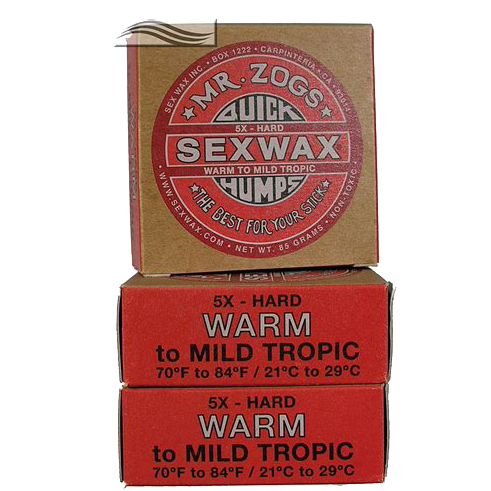 SEX WAX INC. • BOX 1222 • CARPINTERIA • CA • 93014
★ MR. ZOGS ★
QUICK
5X - HARD
SEXWAX
WARM TO MILD TROPIC
HUMPS
★ THE BEST FOR YOUR STICK ★
• WWW.SEXWAX.COM • NET WT. 85 GRAMS • NON-TOXIC •
5X - HARD
WARM
to MILD TROPIC
70°F to 84°F / 21°C to 29°C
5X - HARD
WARM
to MILD TROPIC
70°F to 84°F / 21°C to 29°C